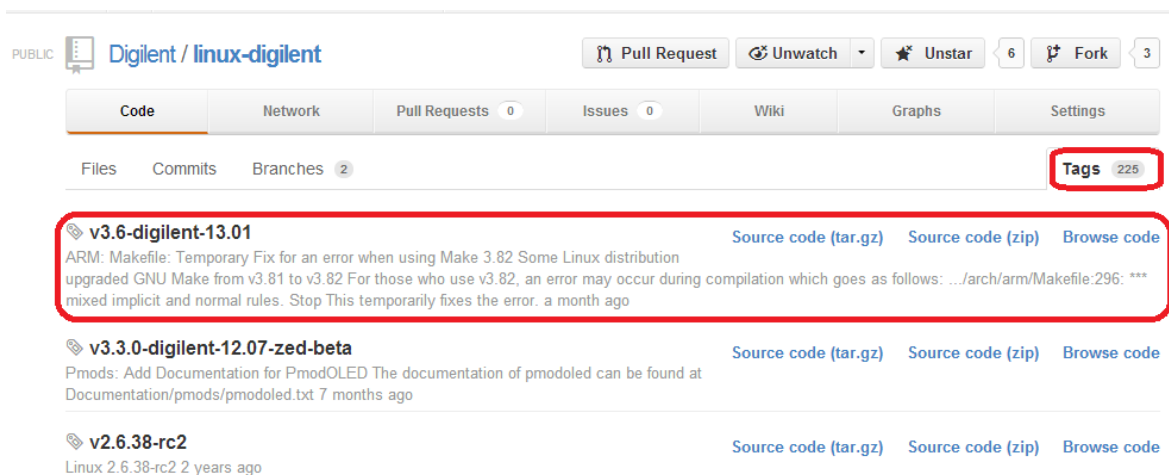 PUBLIC Digilent / linux-digilent Pull Request Unwatch Unstar 6 Fork 3
Code Network Pull Requests 0 Issues 0 Wiki Graphs Settings
Files Commits Branches 2 Tags 225
v3.6-digilent-13.01 Source code (tar.gz) Source code (zip) Browse code
ARM: Makefile: Temporary Fix for an error when using Make 3.82 Some Linux distribution
upgraded GNU Make from v3.81 to v3.82 For those who use v3.82, an error may occur during compilation which goes as follows: .../arch/arm/Makefile:296: ***
mixed implicit and normal rules. Stop This temporarily fixes the error. a month ago
v3.3.0-digilent-12.07-zed-beta Source code (tar.gz) Source code (zip) Browse code
Pmods: Add Documentation for PmodOLED The documentation of pmodoled can be found at
Documentation/pmods/pmodoled.txt 7 months ago
v2.6.38-rc2 Source code (tar.gz) Source code (zip) Browse code
Linux 2.6.38-rc2 2 years ago